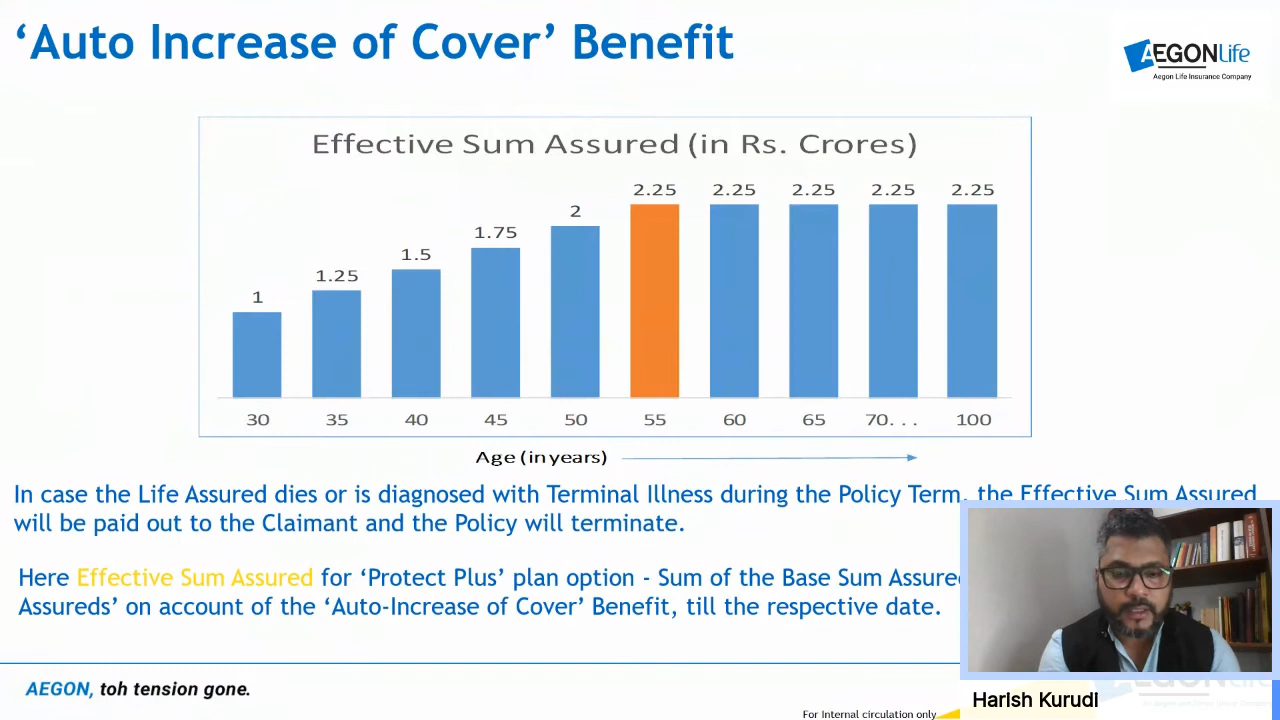 ‘Auto Increase of Cover’ Benefit
AEGONLife
Aegon Life Insurance Company
Effective Sum Assured (in Rs. Crores)
1 1.25 1.5 1.75 2 2.25 2.25 2.25 2.25 2.25
30 35 40 45 50 55 60 65 70. . . 100
Age (in years)
In case the Life Assured dies or is diagnosed with Terminal Illness during the Policy Term, the Effective Sum Assured
will be paid out to the Claimant and the Policy will terminate.
Here Effective Sum Assured for ‘Protect Plus’ plan option - Sum of the Base Sum Assured
Assureds’ on account of the ‘Auto-Increase of Cover’ Benefit, till the respective date.
AEGON, toh tension gone.
For Internal circulation only
Harish Kurudi